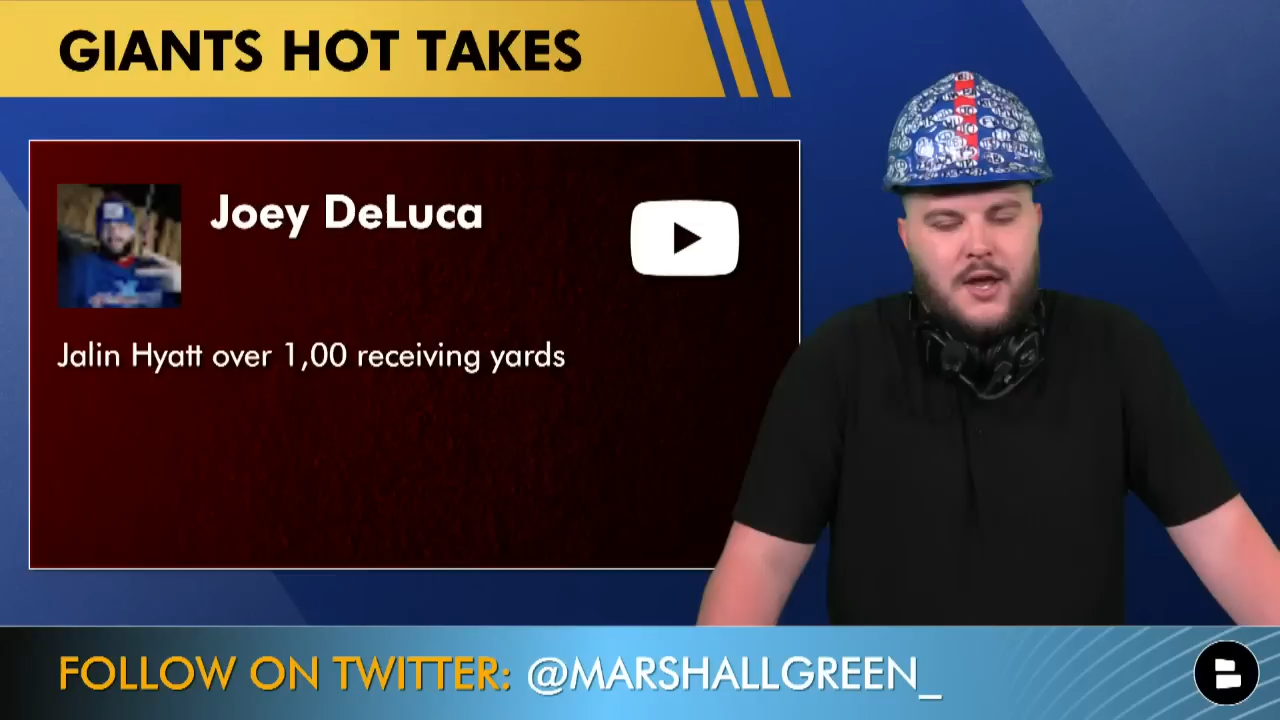 GIANTS HOT TAKES
Joey DeLuca
Jalin Hyatt over 1,00 receiving yards
FOLLOW ON TWITTER: @MARSHALLGREEN_